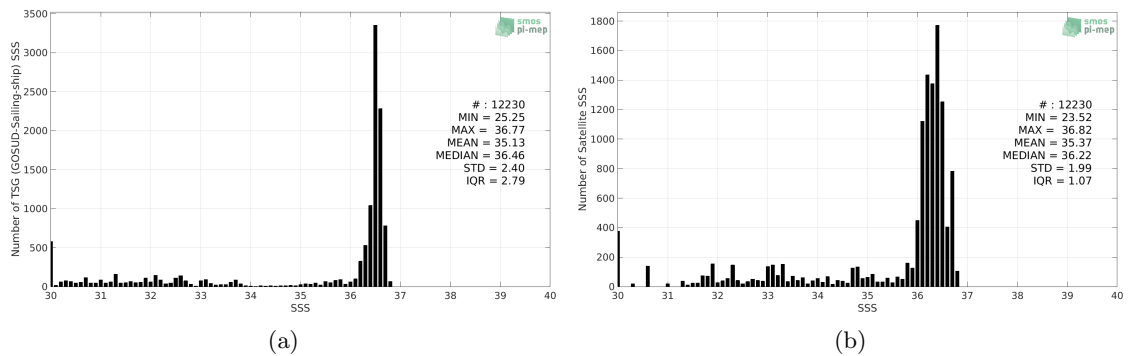 smos
pi-mep
Number of TSG (GOSUD-Sailing-ship) SSS
3500
3000
2500
2000
1500
1000
500
0
# : 12230
MIN = 25.25
MAX = 36.77
MEAN = 35.13
MEDIAN = 36.46
STD = 2.40
IQR = 2.79
30 31 32 33 34 35 36 37 38 39 40
SSS
(a)
smos
pi-mep
Number of Satellite SSS
1800
1600
1400
1200
1000
800
600
400
200
0
# : 12230
MIN = 23.52
MAX = 36.82
MEAN = 35.37
MEDIAN = 36.22
STD = 1.99
IQR = 1.07
30 31 32 33 34 35 36 37 38 39 40
SSS
(b)